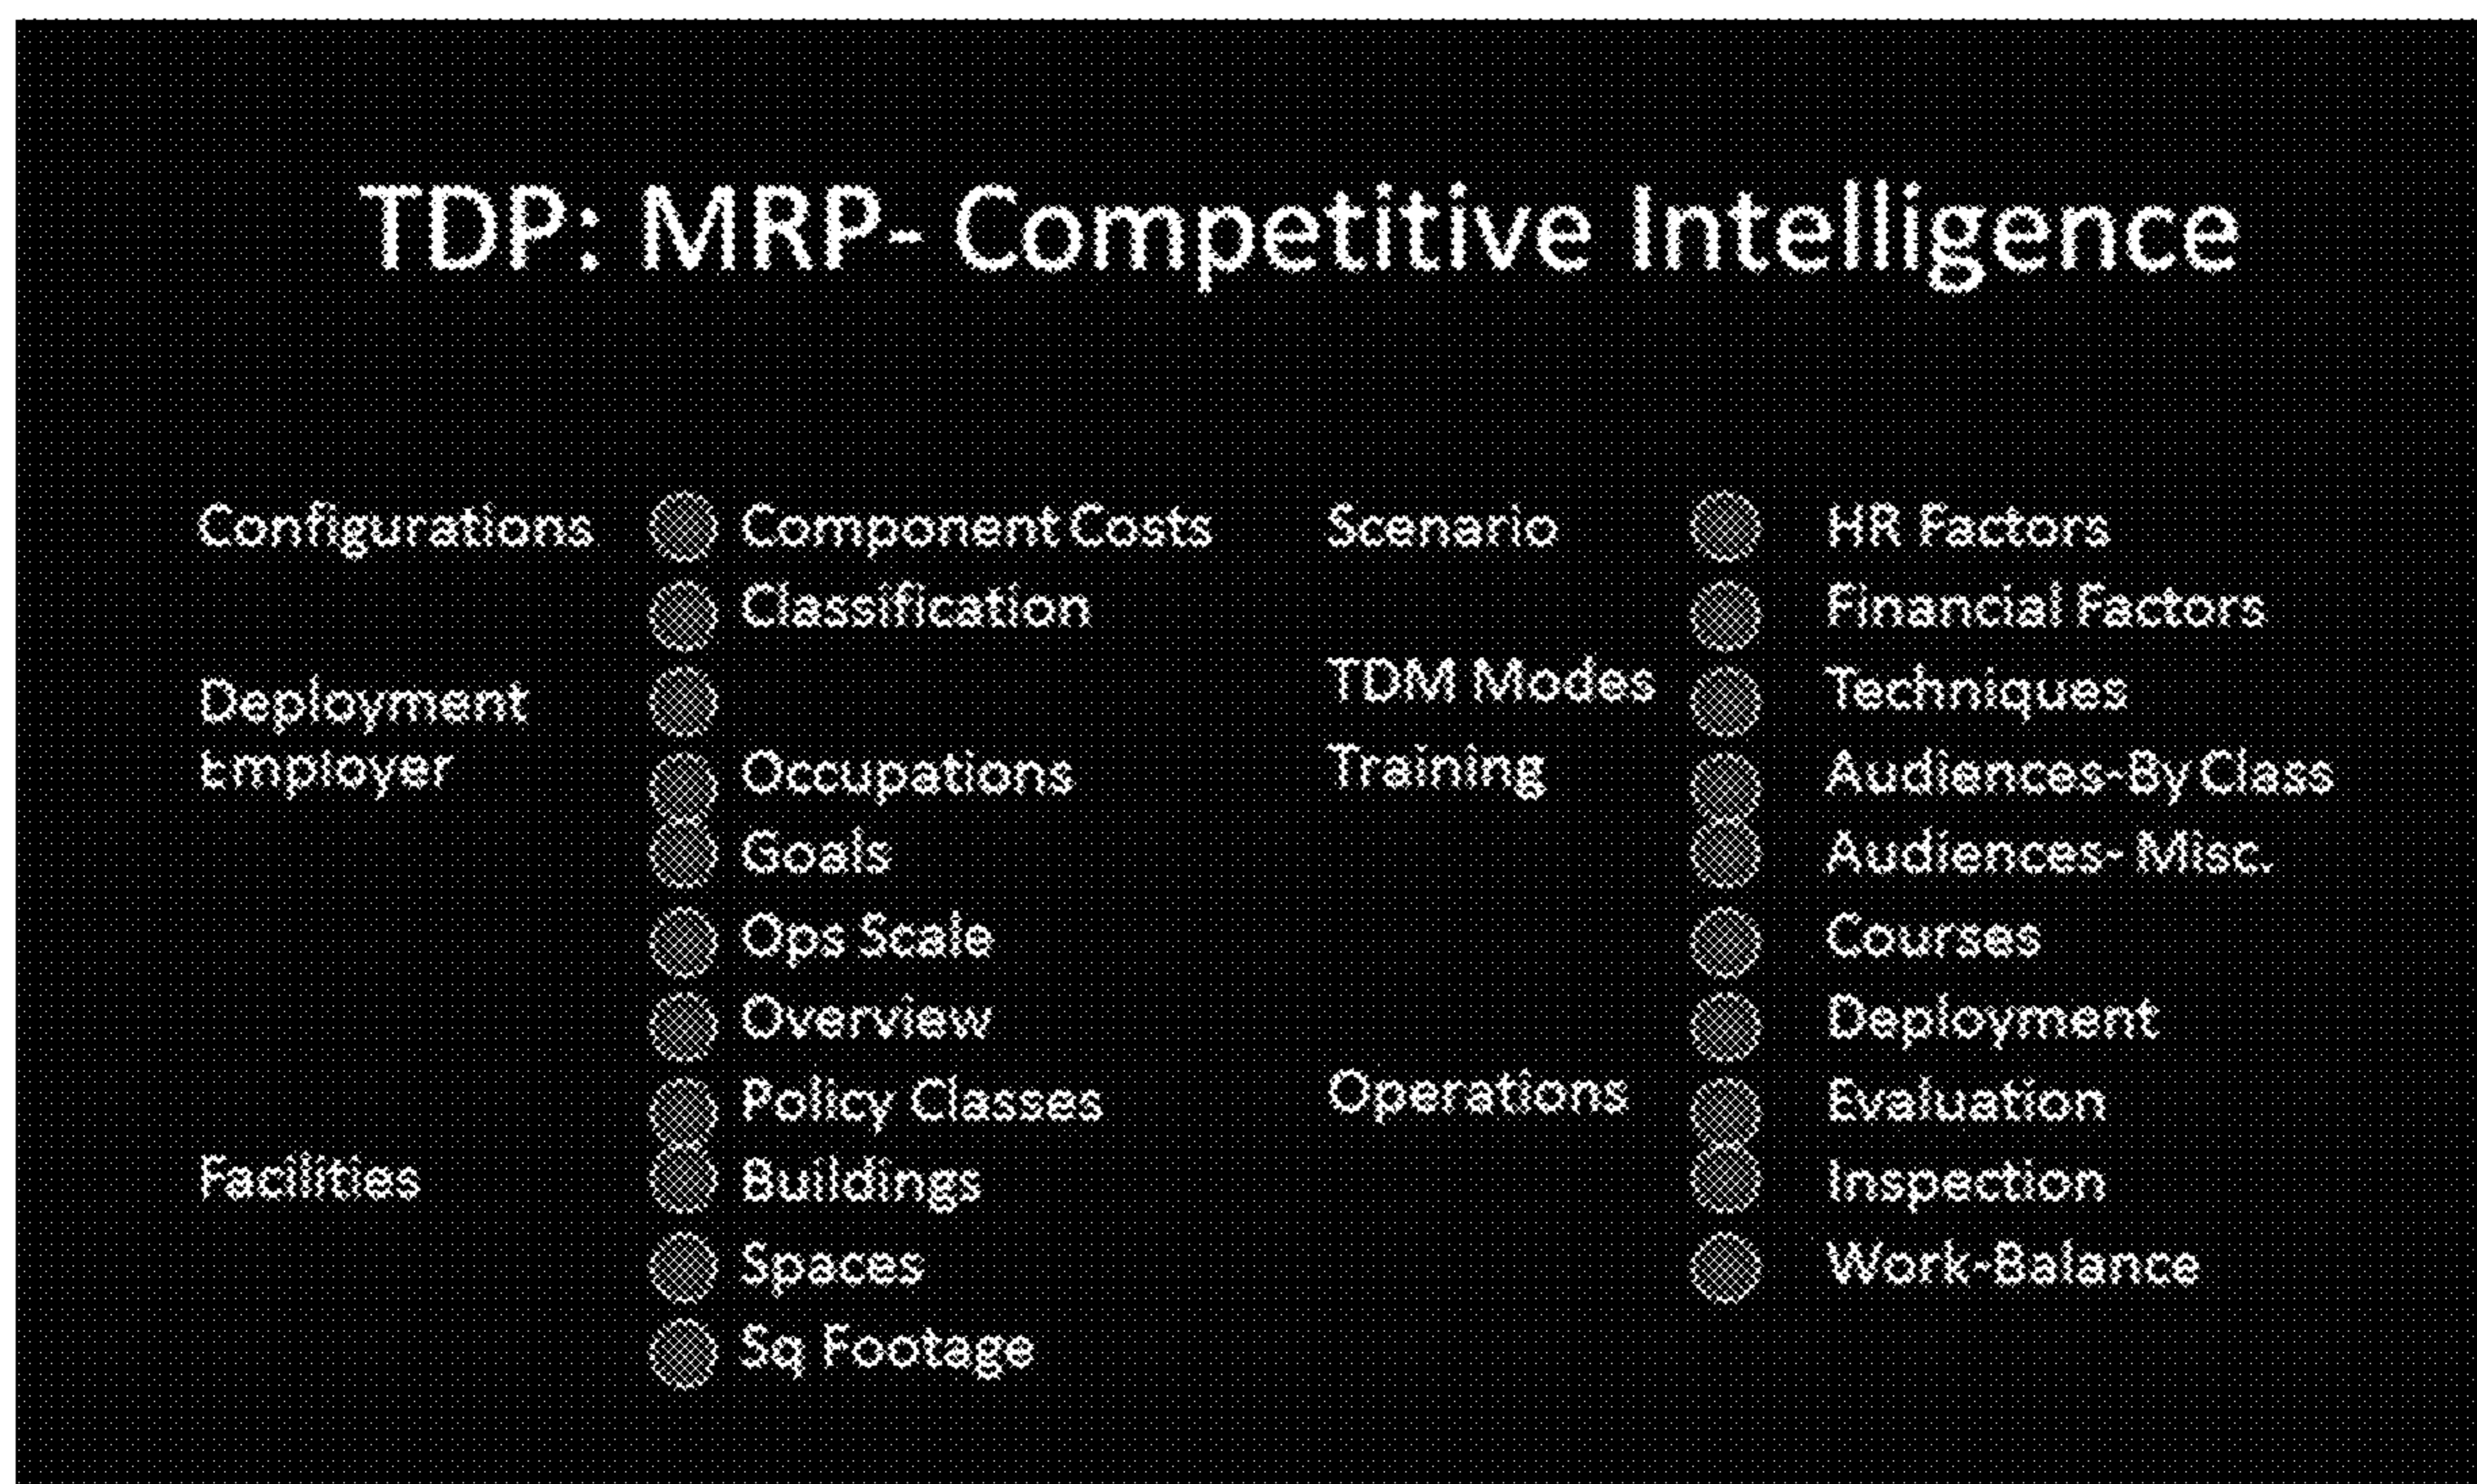 TDP: MRP- Competitive Intelligence
Configurations Component Costs
Classification
Deployment
Employer Occupations
Goals
Ops Scale
Overview
Policy Classes
Facilities Buildings
Spaces
Sq Footage
Scenario HR Factors
Financial Factors
TDM Modes Techniques
Training Audiences-By Class
Audiences- Misc.
Courses
Deployment
Operations Evaluation
Inspection
Work-Balance